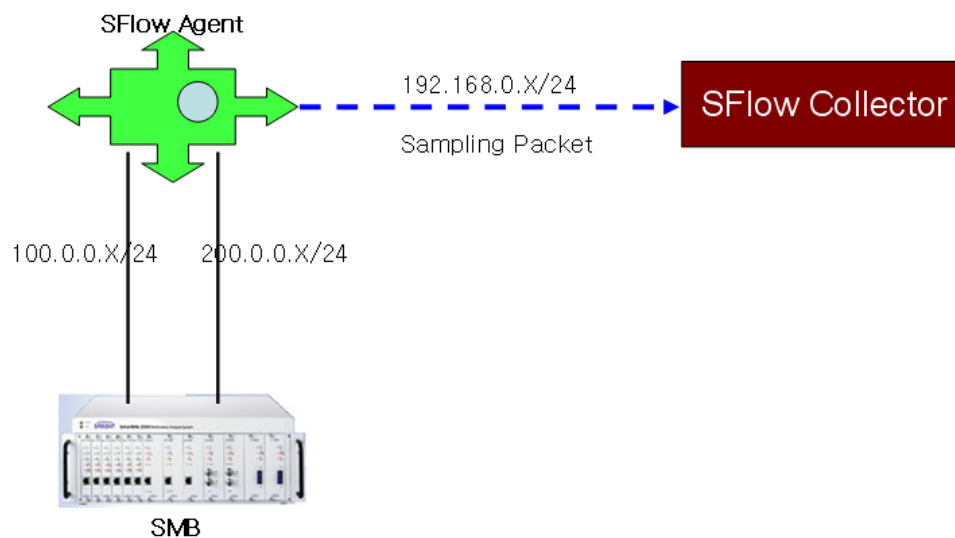 SFlow Agent
192.168.0.X/24
SFlow Collector
Sampling Packet
100.0.0.X/24
200.0.0.X/24
SPIRENT
SMB